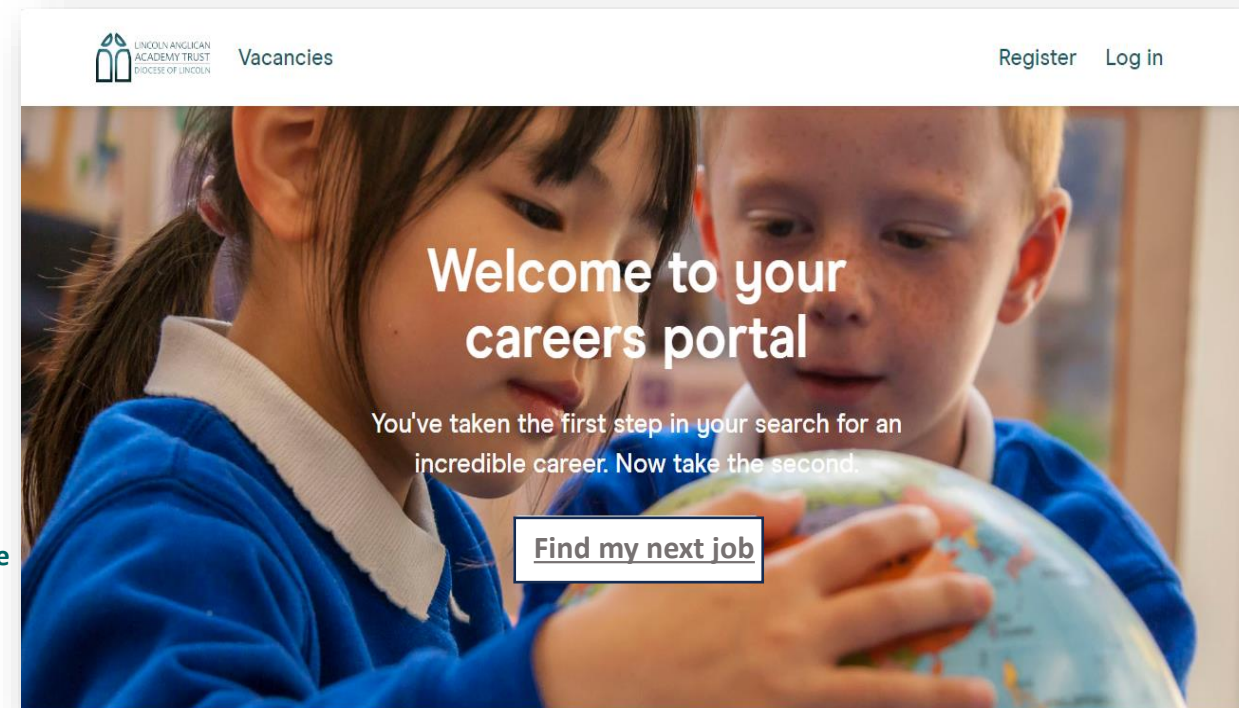 LINCOLN ANGLICAN
ACADEMY TRUST
DIOCESE OF LINCOLN
Vacancies
Register Log in
Welcome to your
careers portal
You've taken the first step in your search for an
incredible career. Now take the second.
Find my next job
e